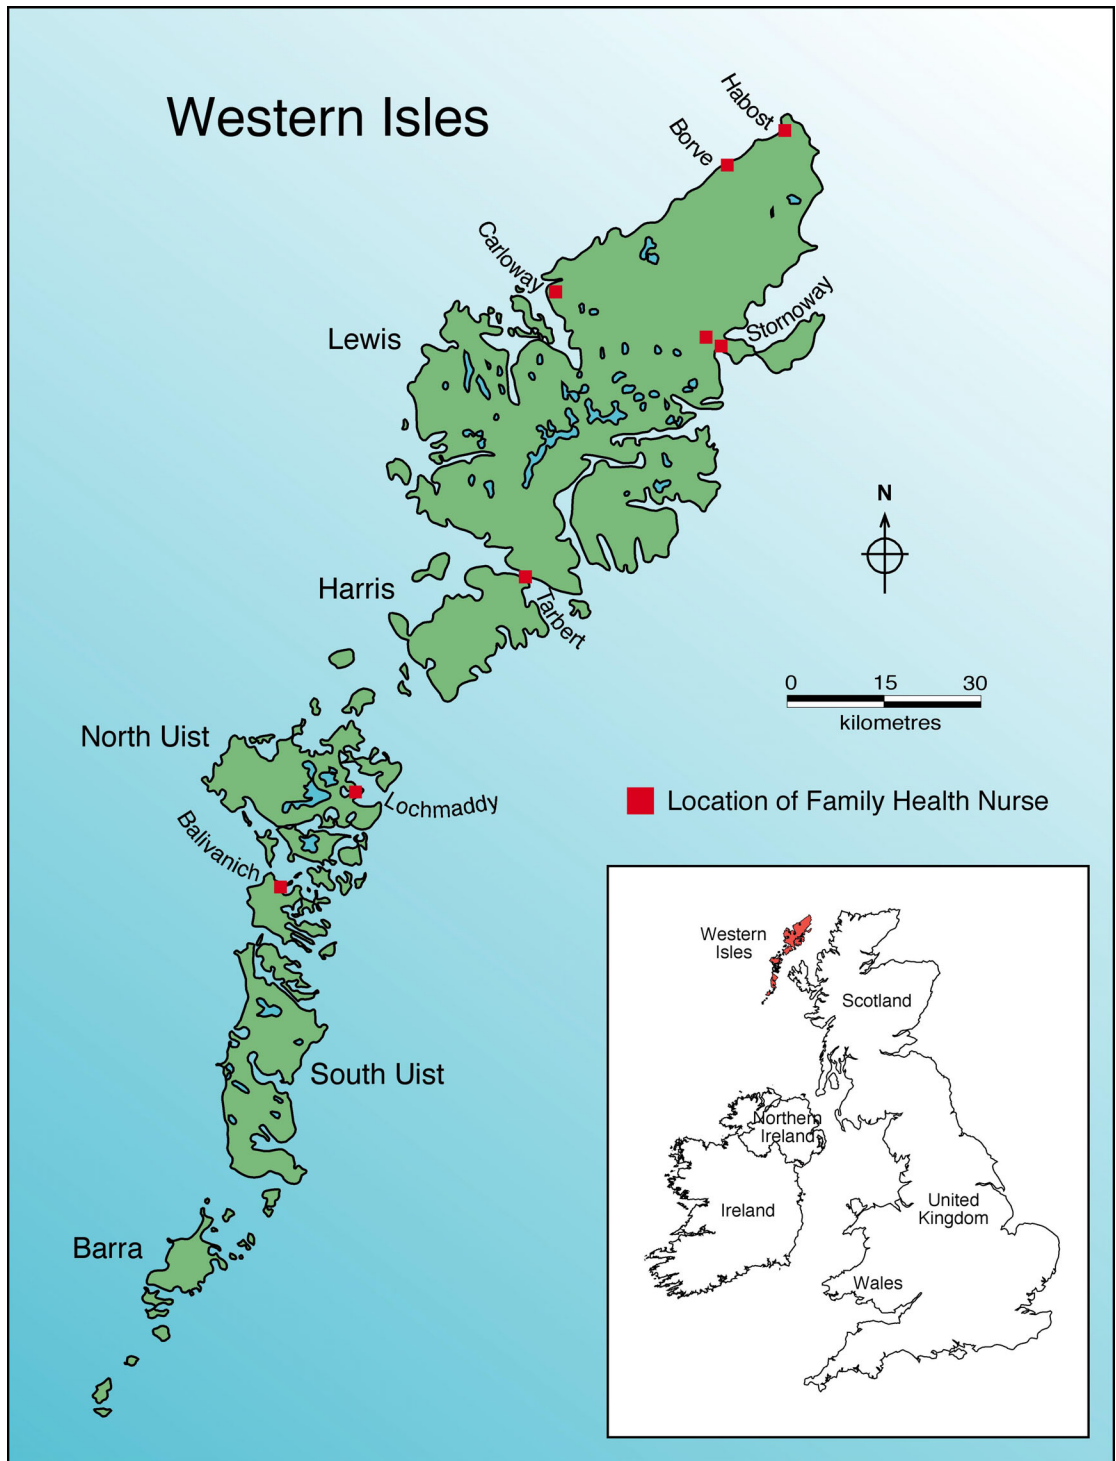 Western Isles
Habost
Borve
Carloway
Stornoway
Lewis
N
Harris
Tarbert
0 15 30
kilometres
North Uist
Lochmaddy
Location of Family Health Nurse
Balivanich
South Uist
Barra
Western
Isles
Scotland
Northern
Ireland
Ireland
United
Kingdom
Wales